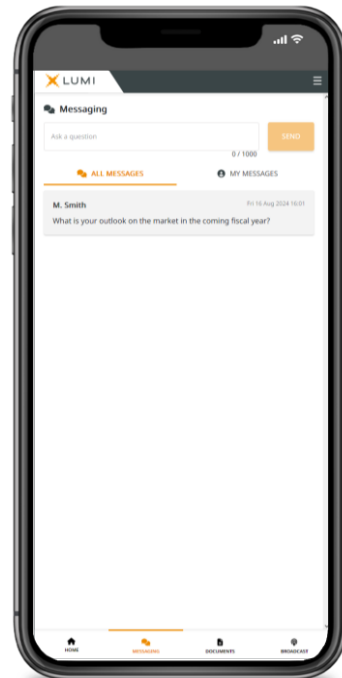 LUMI
Messaging
Ask a question
SEND
0 / 1000
ALL MESSAGES
MY MESSAGES
M. Smith
Fri 16 Aug 2024 16:01
What is your outlook on the market in the coming fiscal year?
HOME
MESSAGING
DOCUMENTS
BROADCAST